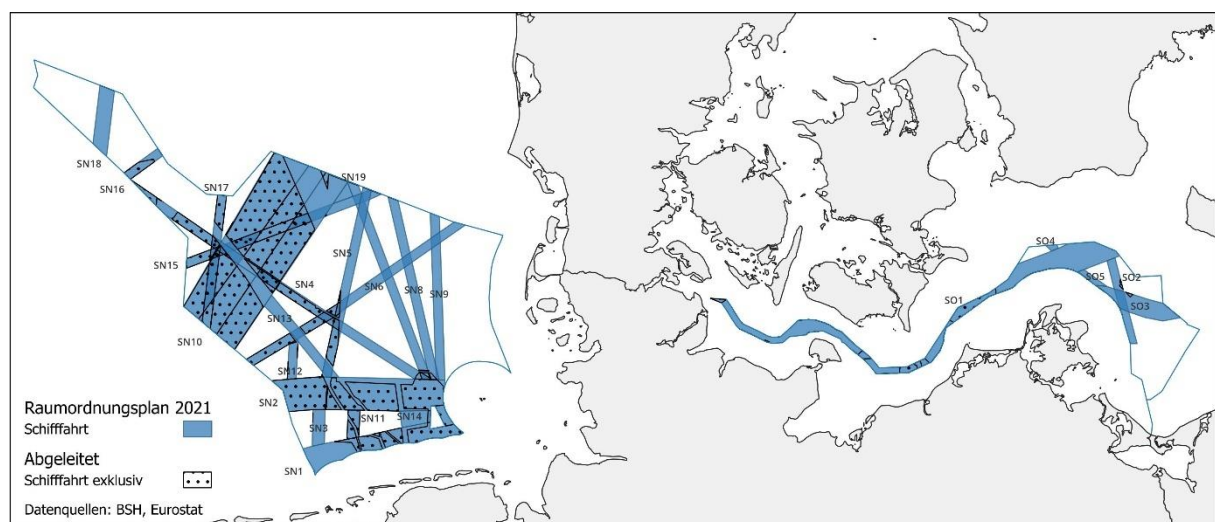 SN18
SN16
SN17
SN19
SN15
SN5
SN4
SN6
SN8
SN9
SN10
SN13
SN12
SN2
SN11
SN14
SN3
SN1
SO4
SO5
SO2
SO1
SO3
Raumordnungsplan 2021
Schifffahrt
Abgeleitet
Schifffahrt exklusiv
Datenquellen: BSH, Eurostat